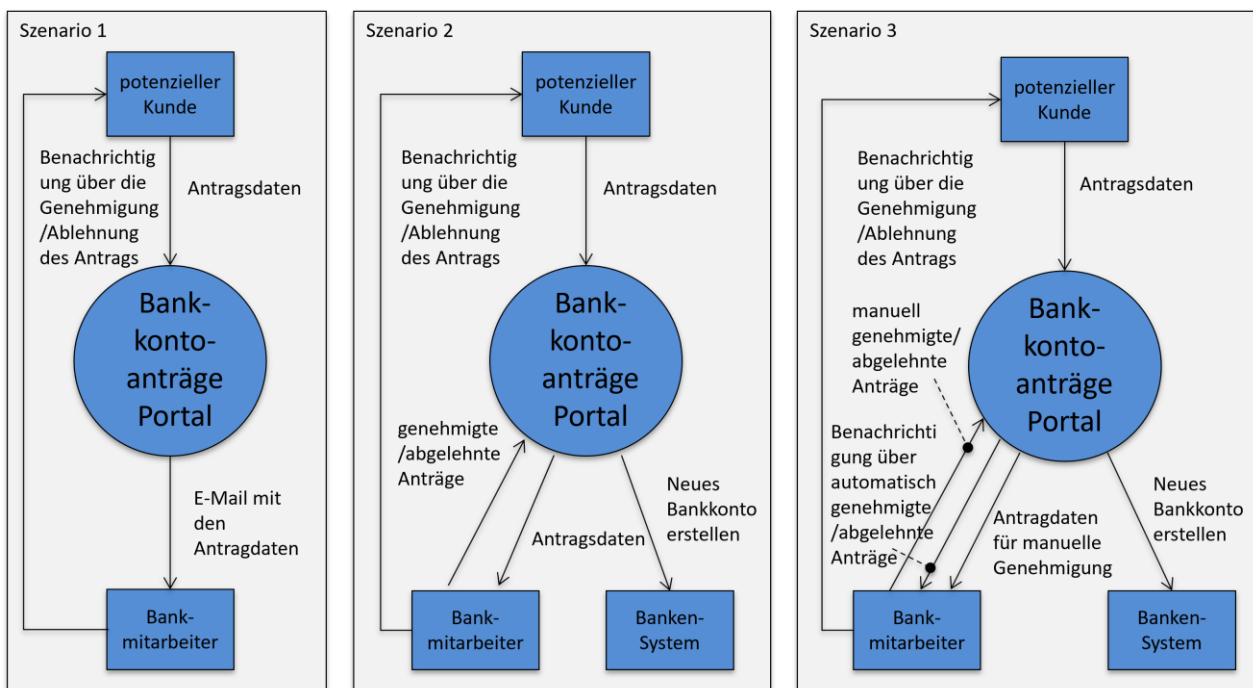 Szenario 1
potenzieller
Kunde
Benachrichtig
ung über die
Genehmigung
/Ablehnung
des Antrags
Antragsdaten
Bank-
konto-
anträge
Portal
E-Mail mit
den
Antragdaten
Bank-
mitarbeiter
Szenario 2
potenzieller
Kunde
Benachrichtig
ung über die
Genehmigung
/Ablehnung
des Antrags
Antragsdaten
Bank-
konto-
anträge
Portal
genehmigte
/abgelehnte
Anträge
Antragsdaten
Neues
Bankkonto
erstellen
Bank-
mitarbeiter
Banken-
System
Szenario 3
potenzieller
Kunde
Benachrichtig
ung über die
Genehmigung
/Ablehnung
des Antrags
Antragsdaten
manuell
genehmigte/
abgelehnte
Anträge
Bank-
konto-
anträge
Portal
Benachrichti
gung über
automatisch
genehmigte
/abgelehnte
Anträge
Antragdaten
für manuelle
Genehmigung
Neues
Bankkonto
erstellen
Bank-
mitarbeiter
Banken-
System